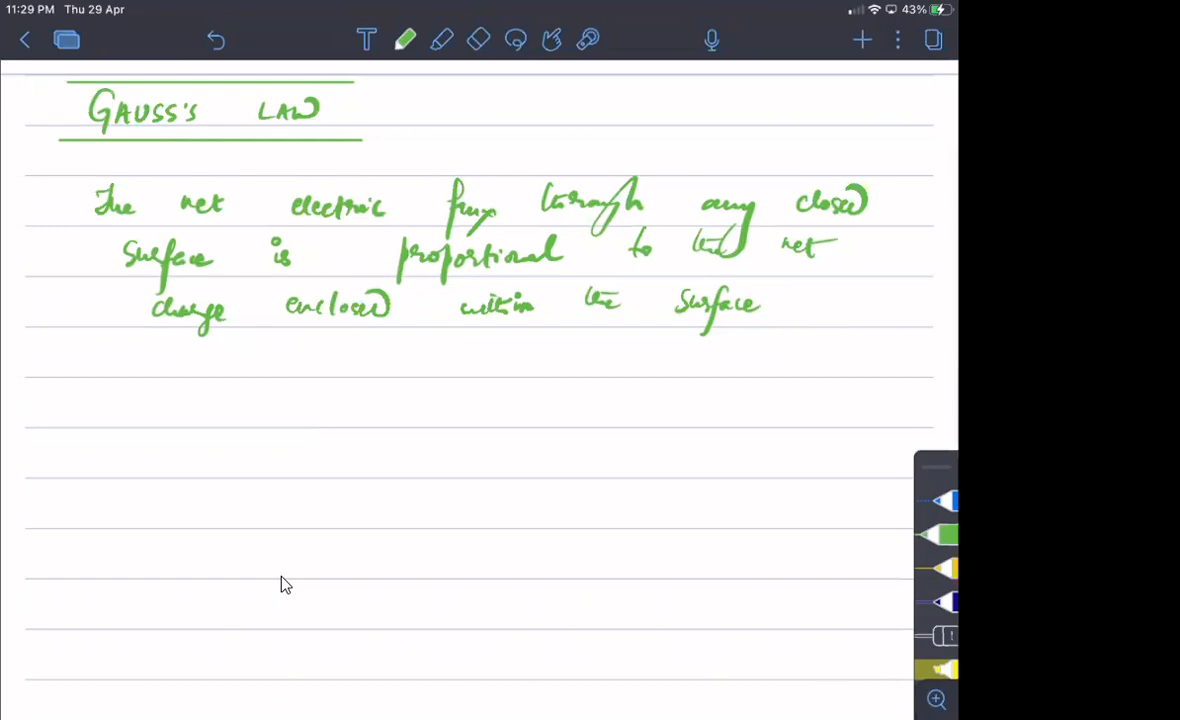 11:29 PM Thu 29 Apr 43%
GAUSS'S LAW
The net electric flux through any closed
surface is proportional to the net
charge enclosed within the surface